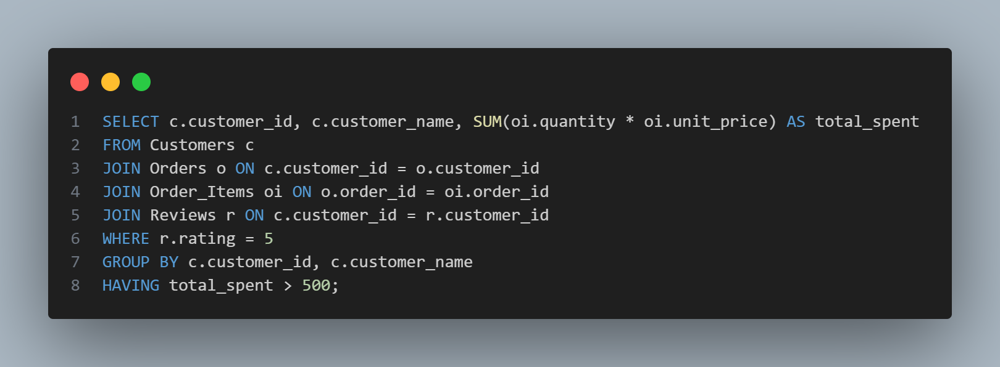 1 SELECT c.customer_id, c.customer_name, SUM(oi.quantity * oi.unit_price) AS total_spent
2 FROM Customers c
3 JOIN Orders o ON c.customer_id = o.customer_id
4 JOIN Order_Items oi ON o.order_id = oi.order_id
5 JOIN Reviews r ON c.customer_id = r.customer_id
6 WHERE r.rating = 5
7 GROUP BY c.customer_id, c.customer_name
8 HAVING total_spent > 500;